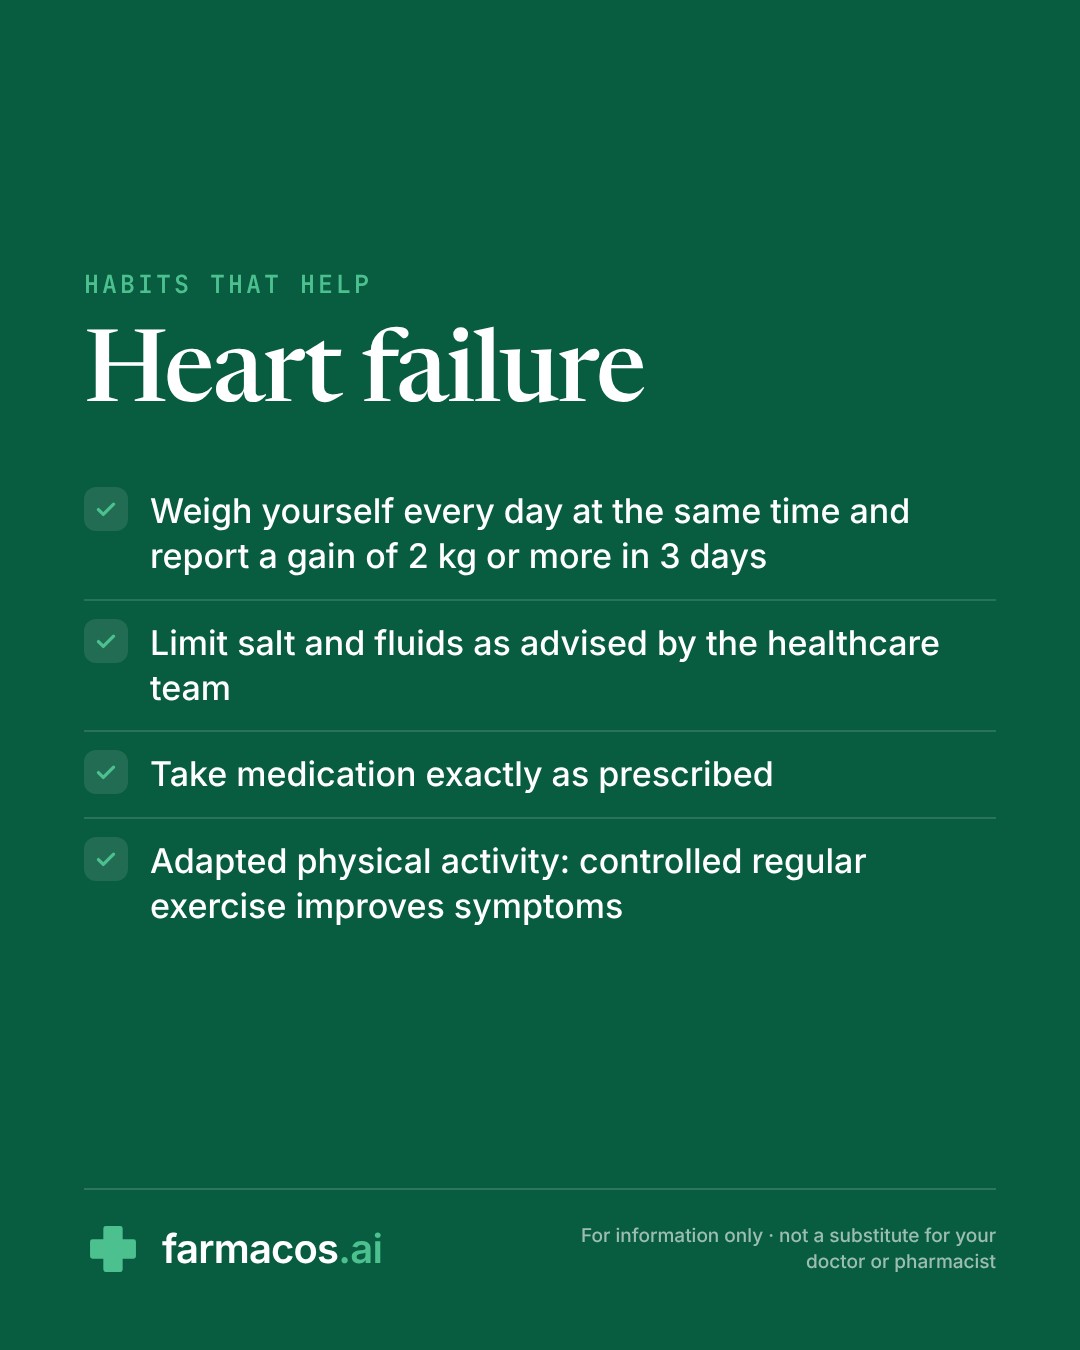 HABITS THAT HELP
Heart failure
Weigh yourself every day at the same time and
report a gain of 2 kg or more in 3 days
Limit salt and fluids as advised by the healthcare
team
Take medication exactly as prescribed
Adapted physical activity: controlled regular
exercise improves symptoms
farmacos.ai
For information only · not a substitute for your
doctor or pharmacist